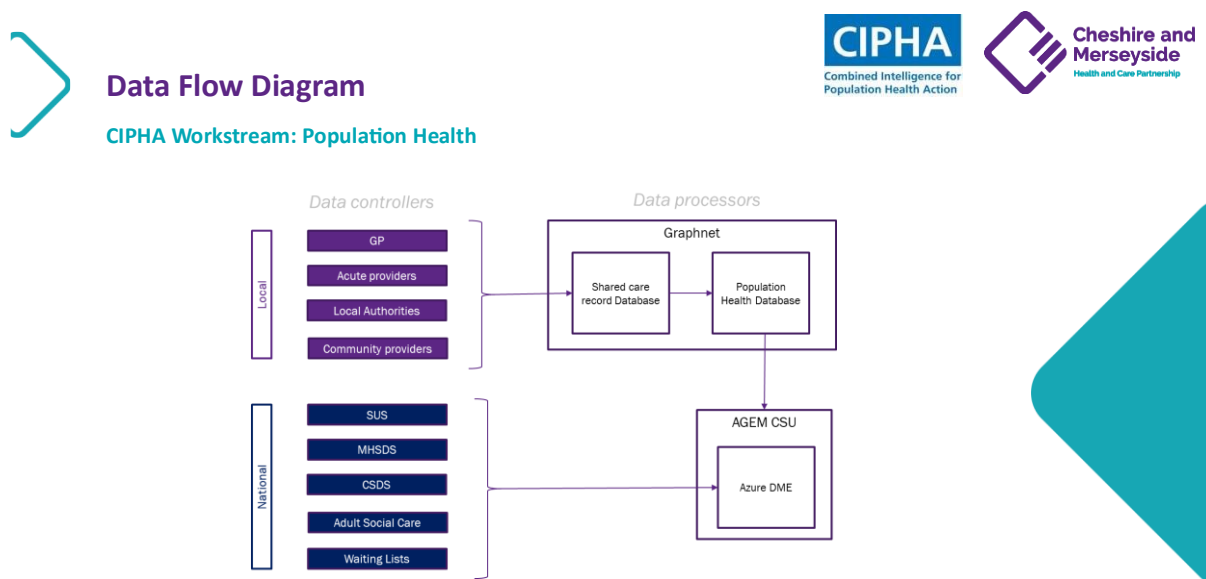 CIPHA
Combined Intelligence for
Population Health Action
Cheshire and
Merseyside
Health and Care Partnership
Data Flow Diagram
CIPHA Workstream: Population Health
Data controllers
Data processors
Local
GP
Acute providers
Local Authorities
Community providers
Graphnet
Shared care
record Database
Population
Health Database
National
SUS
MHSDS
CSDS
Adult Social Care
Waiting Lists
AGEM CSU
Azure DME